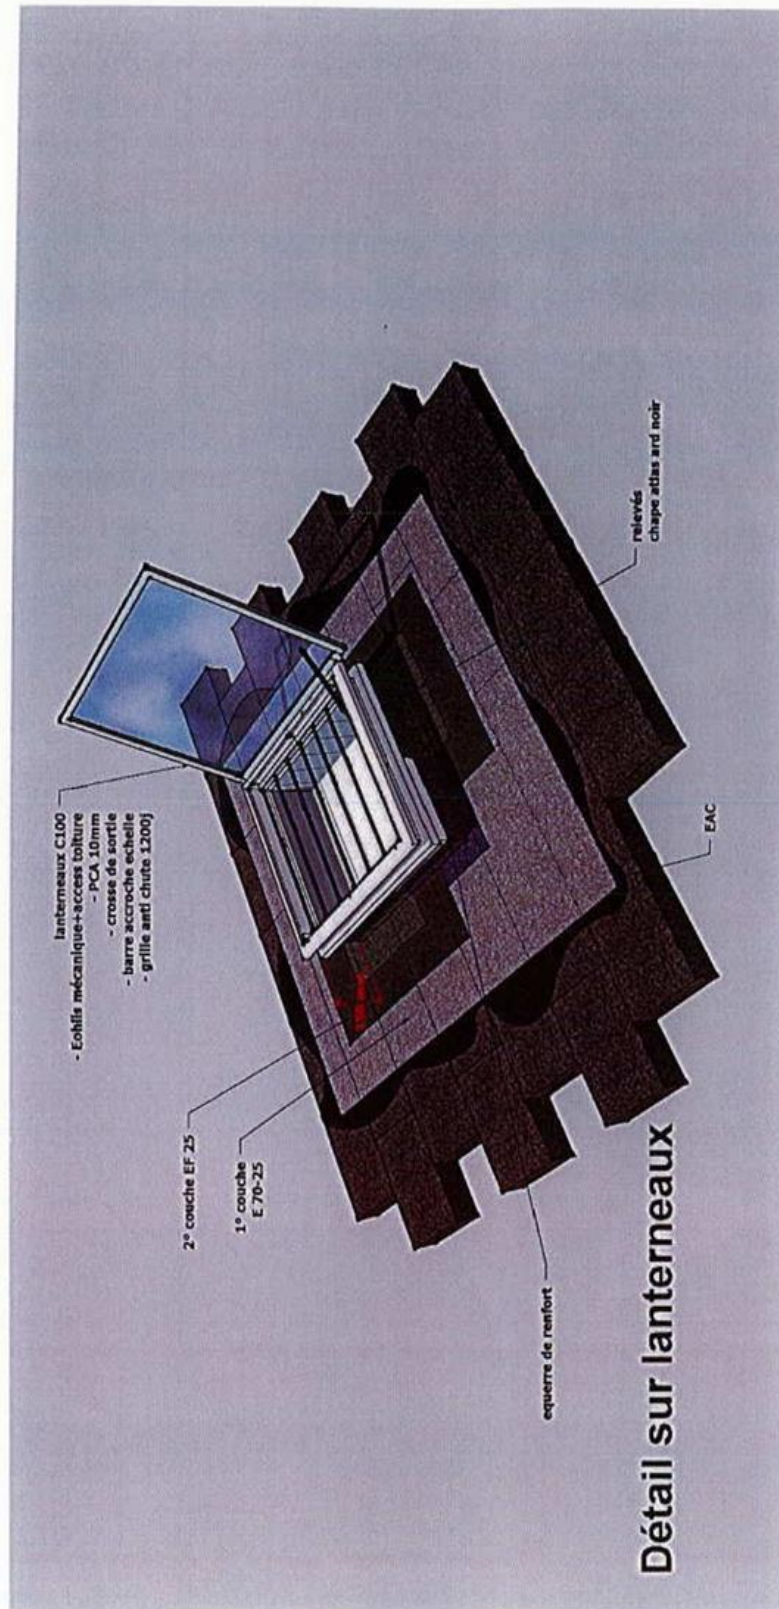 lanterneaux C100
- Eohlis mécanique+access toiture
- PCA 10mm
- crosse de sortie
- barre accroche echelle
- grille anti chute 1200j
2° couche EF 25
1° couche
E 70-25
equerre de renfort
EAC
relevés
chape atlas ard noir
Détail sur lanterneaux